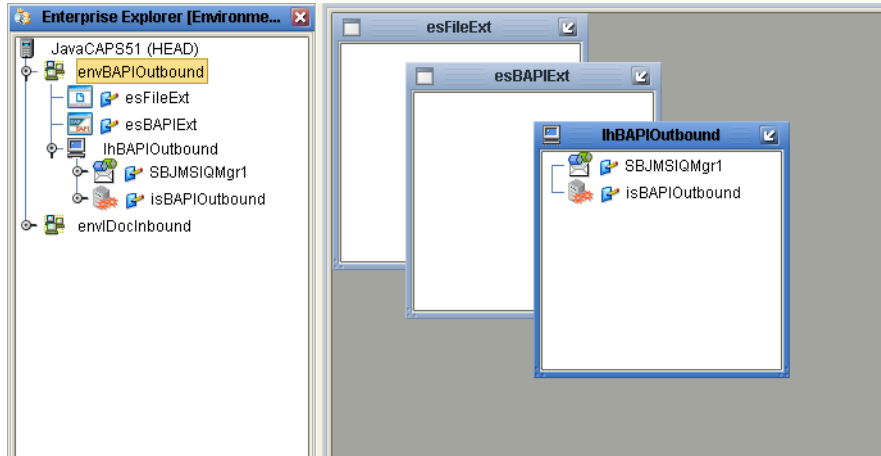 Enterprise Explorer [Environme...
JavaCAPS51 (HEAD)
envBAPIOutbound
esFileExt
esBAPIExt
lhBAPIOutbound
SBJMSIQMgr1
isBAPIOutbound
envIDocInbound
esFileExt
esBAPIExt
lhBAPIOutbound
SBJMSIQMgr1
isBAPIOutbound